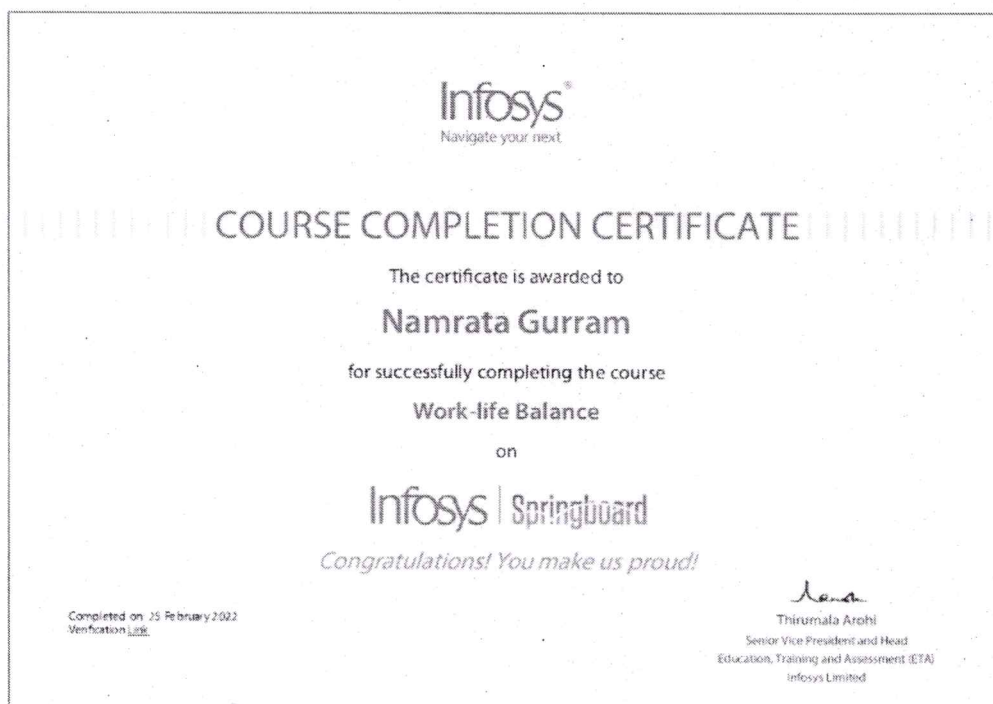 Infosys®
Navigate your next
COURSE COMPLETION CERTIFICATE
The certificate is awarded to
Namrata Gurram
for successfully completing the course
Work-life Balance
on
Infosys | Springboard
Congratulations! You make us proud!
Completed on 25 February 2022
Verification Link
Thirumala Arohi
Senior Vice President and Head
Education, Training and Assessment (ETA)
Infosys Limited